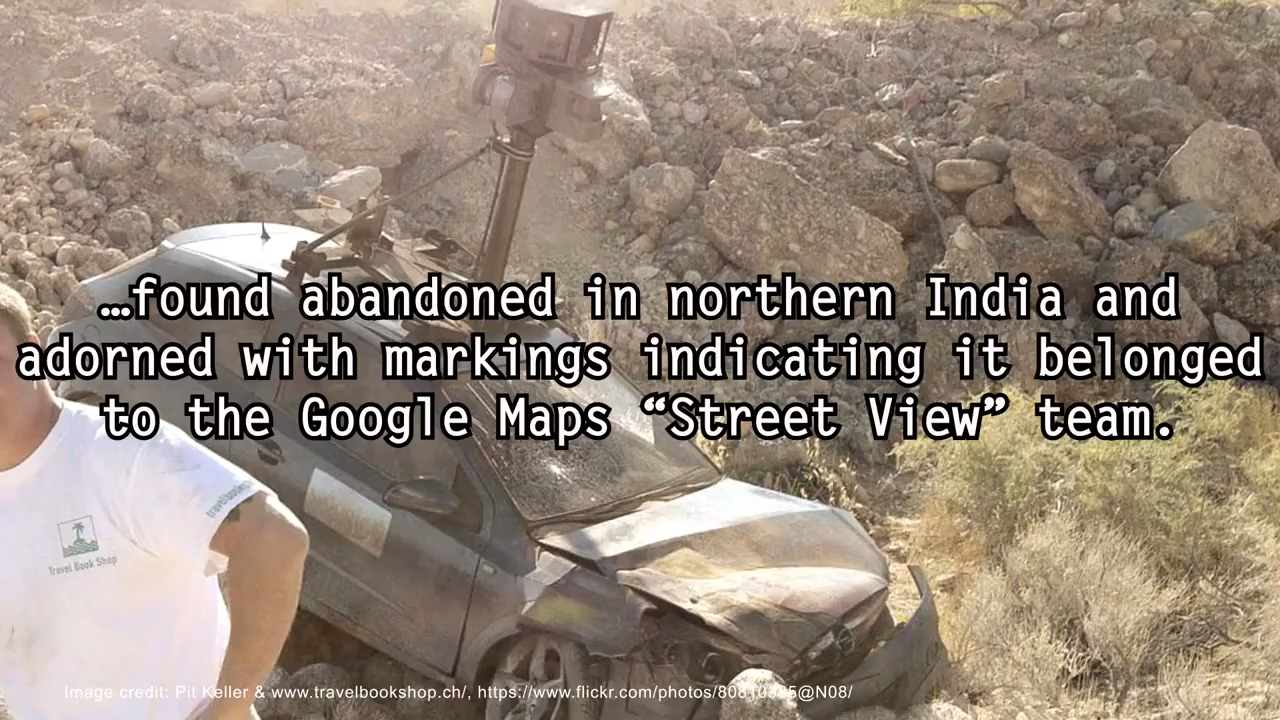 …found abandoned in northern India and
adorned with markings indicating it belonged
to the Google Maps “Street View” team.
travelbooks
Travel Book Shop
Image credit: Pit Keller & www.travelbookshop.ch/, https://www.flickr.com/photos/